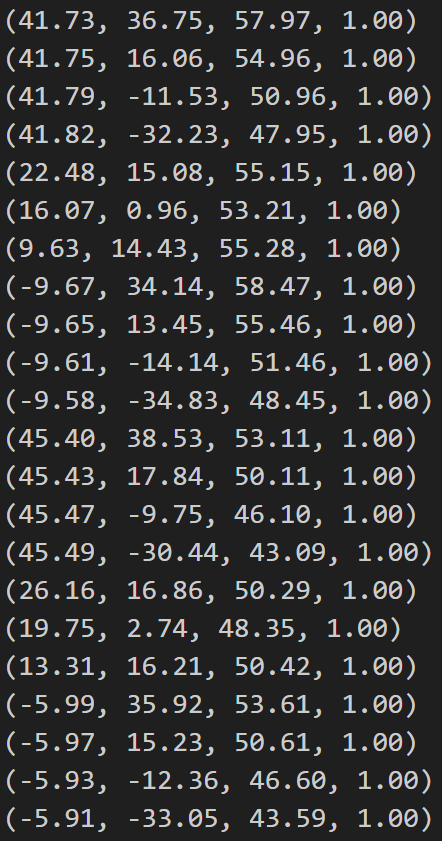 (41.73, 36.75, 57.97, 1.00)
(41.75, 16.06, 54.96, 1.00)
(41.79, -11.53, 50.96, 1.00)
(41.82, -32.23, 47.95, 1.00)
(22.48, 15.08, 55.15, 1.00)
(16.07, 0.96, 53.21, 1.00)
(9.63, 14.43, 55.28, 1.00)
(-9.67, 34.14, 58.47, 1.00)
(-9.65, 13.45, 55.46, 1.00)
(-9.61, -14.14, 51.46, 1.00)
(-9.58, -34.83, 48.45, 1.00)
(45.40, 38.53, 53.11, 1.00)
(45.43, 17.84, 50.11, 1.00)
(45.47, -9.75, 46.10, 1.00)
(45.49, -30.44, 43.09, 1.00)
(26.16, 16.86, 50.29, 1.00)
(19.75, 2.74, 48.35, 1.00)
(13.31, 16.21, 50.42, 1.00)
(-5.99, 35.92, 53.61, 1.00)
(-5.97, 15.23, 50.61, 1.00)
(-5.93, -12.36, 46.60, 1.00)
(-5.91, -33.05, 43.59, 1.00)